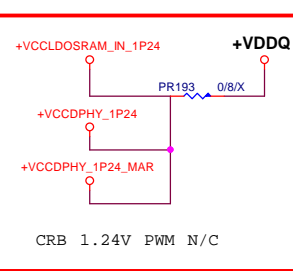 +VCCLDOSRAM_IN_1P24
+VDDQ
PR193 0/8/X
+VCCDPHY_1P24
+VCCDPHY_1P24_MAR
CRB 1.24V PWM N/C